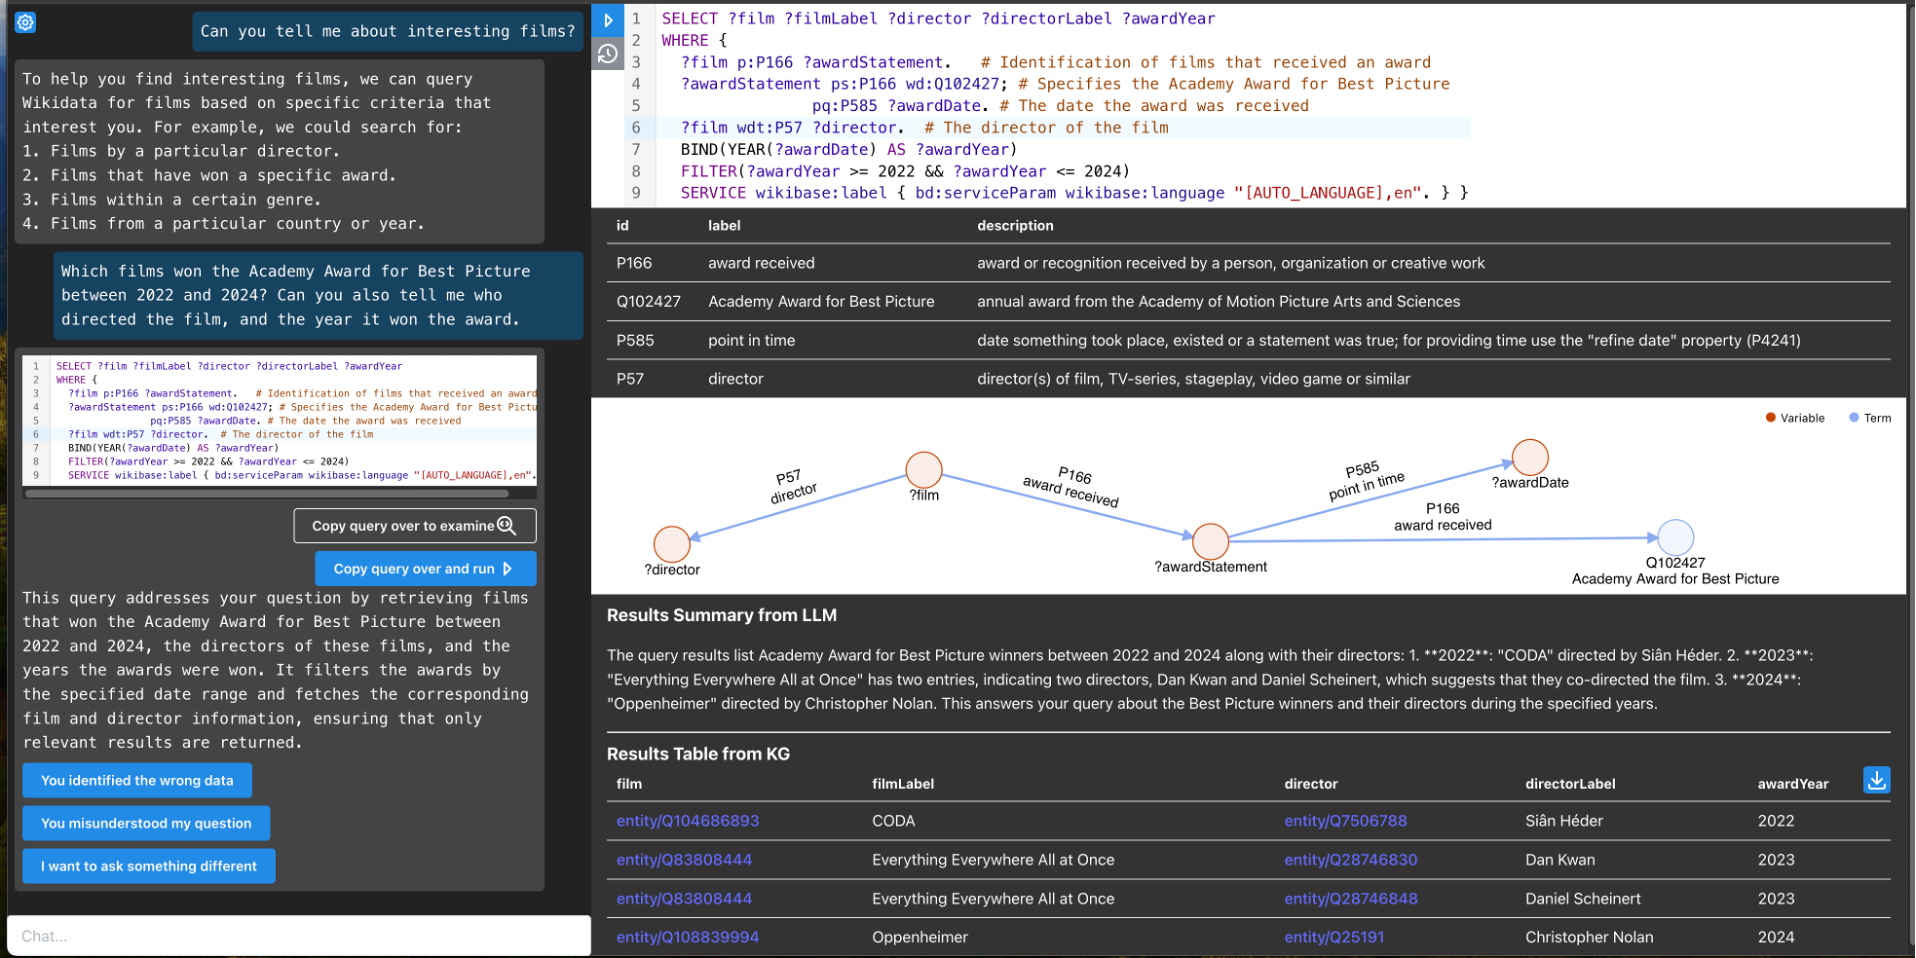 Can you tell me about interesting films?
To help you find interesting films, we can query
Wikidata for films based on specific criteria that
interest you. For example, we could search for:
1. Films by a particular director.
2. Films that have won a specific award.
3. Films within a certain genre.
4. Films from a particular country or year.
Which films won the Academy Award for Best Picture
between 2022 and 2024? Can you also tell me who
directed the film, and the year it won the award.
1 SELECT ?film ?filmLabel ?director ?directorLabel ?awardYear
2 WHERE {
3 ?film p:P166 ?awardStatement. # Identification of films that received an award
4 ?awardStatement ps:P166 wd:Q102427; # Specifies the Academy Award for Best Pictu
5 pq:P585 ?awardDate. # The date the award was received
6 ?film wdt:P57 ?director. # The director of the film
7 BIND(YEAR(?awardDate) AS ?awardYear)
8 FILTER(?awardYear >= 2022 && ?awardYear <= 2024)
9 SERVICE wikibase:label { bd:serviceParam wikibase:language "[AUTO_LANGUAGE],en".
Copy query over to examine
Copy query over and run
This query addresses your question by retrieving films
that won the Academy Award for Best Picture between
2022 and 2024, the directors of these films, and the
years the awards were won. It filters the awards by
the specified date range and fetches the corresponding
film and director information, ensuring that only
relevant results are returned.
You identified the wrong data
You misunderstood my question
I want to ask something different
Chat...
1 SELECT ?film ?filmLabel ?director ?directorLabel ?awardYear
2 WHERE {
3 ?film p:P166 ?awardStatement. # Identification of films that received an award
4 ?awardStatement ps:P166 wd:Q102427; # Specifies the Academy Award for Best Picture
5 pq:P585 ?awardDate. # The date the award was received
6 ?film wdt:P57 ?director. # The director of the film
7 BIND(YEAR(?awardDate) AS ?awardYear)
8 FILTER(?awardYear >= 2022 && ?awardYear <= 2024)
9 SERVICE wikibase:label { bd:serviceParam wikibase:language "[AUTO_LANGUAGE],en". } }
id label description
P166 award received award or recognition received by a person, organization or creative work
Q102427 Academy Award for Best Picture annual award from the Academy of Motion Picture Arts and Sciences
P585 point in time date something took place, existed or a statement was true; for providing time use the "refine date" property (P4241)
P57 director director(s) of film, TV-series, stageplay, video game or similar
Variable Term
P57
director
?film
P166
award received
P585
point in time
?awardDate
P166
award received
?director
?awardStatement
Q102427
Academy Award for Best Picture
Results Summary from LLM
The query results list Academy Award for Best Picture winners between 2022 and 2024 along with their directors: 1. **2022**: "CODA" directed by Siân Héder. 2. **2023**:
"Everything Everywhere All at Once" has two entries, indicating two directors, Dan Kwan and Daniel Scheinert, which suggests that they co-directed the film. 3. **2024**:
"Oppenheimer" directed by Christopher Nolan. This answers your query about the Best Picture winners and their directors during the specified years.
Results Table from KG
film filmLabel director directorLabel awardYear
entity/Q104686893 CODA entity/Q7506788 Siân Héder 2022
entity/Q83808444 Everything Everywhere All at Once entity/Q28746830 Dan Kwan 2023
entity/Q83808444 Everything Everywhere All at Once entity/Q28746848 Daniel Scheinert 2023
entity/Q108839994 Oppenheimer entity/Q25191 Christopher Nolan 2024